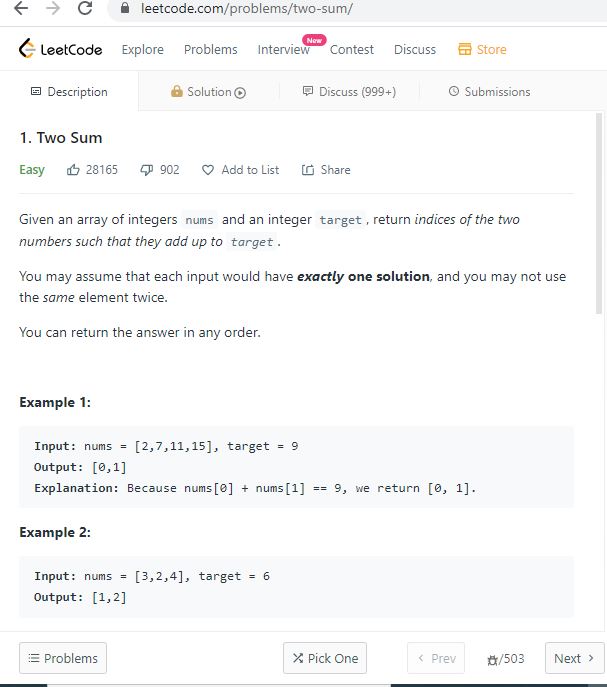 leetcode.com/problems/two-sum/
LeetCode Explore Problems Interview New Contest Discuss Store
Description Solution Discuss (999+) Submissions
1. Two Sum
Easy 28165 902 Add to List Share
Given an array of integers nums and an integer target, return indices of the two
numbers such that they add up to target.
You may assume that each input would have exactly one solution, and you may not use
the same element twice.
You can return the answer in any order.
Example 1:
Input: nums = [2,7,11,15], target = 9
Output: [0,1]
Explanation: Because nums[0] + nums[1] == 9, we return [0, 1].
Example 2:
Input: nums = [3,2,4], target = 6
Output: [1,2]
Problems Pick One Prev /503 Next